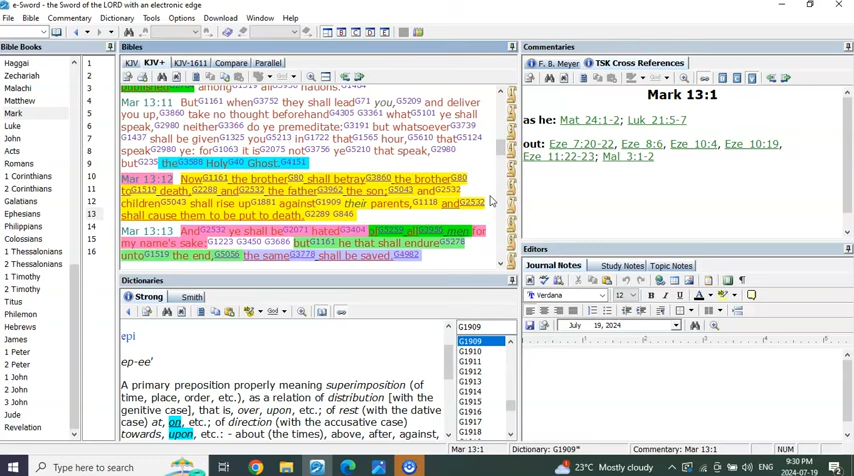 e-Sword - the Sword of the LORD with an electronic edge
File Bible Commentary Dictionary Tools Options Download Window Help
Bible Books
Haggai
Zechariah
Malachi
Matthew
Mark
Luke
John
Acts
Romans
1 Corinthians
2 Corinthians
Galatians
Ephesians
Philippians
Colossians
1 Thessalonians
2 Thessalonians
1 Timothy
2 Timothy
Titus
Philemon
Hebrews
James
1 Peter
2 Peter
1 John
2 John
3 John
Jude
Revelation
1
2
3
4
5
6
7
8
9
10
11
12
13
14
15
16
Bibles
KJV KJV+ KJV-1611 Compare Parallel
published among G1519 all G3956 nations. G1484
Mar 13:11 But G1161 when G3752 they shall lead G71 you, G5209 and deliver
you up, G3860 take no thought beforehand G4305 G3361 what G5101 ye shall
speak, G2980 neither G3366 do ye premeditate: G3191 but whatsoever G3739
G1437 shall be given G1325 you G5213 in G1722 that G1565 hour, G5610 that G5124
speak G2980 ye: for G1063 it is G2075 not G3756 ye G5210 that speak, G2980
but G235 the G3588 Holy G40 Ghost. G4151
Mar 13:12 Now G1161 the brother G80 shall betray G3860 the brother G80
to G1519 death, G2288 and G2532 the father G3962 the son; G5043 and G2532
children G5043 shall rise up G1881 against G1909 their parents, G1118 and G2532
shall cause them to be put to death. G2289 G846
Mar 13:13 And G2532 ye shall be G2071 hated G3404 of G5259 all G3956 men for
my name's sake: G1223 G3450 G3686 but G1161 he that shall endure G5278
unto G1519 the end, G5056 the same G3778 shall be saved. G4982
Dictionaries
Strong Smith
epi
ep-ee'
A primary preposition properly meaning superimposition (of
time, place, order, etc.), as a relation of distribution [with the
genitive case], that is, over, upon, etc.; of rest (with the dative
case) at, on, etc.; of direction (with the accusative case)
towards, upon, etc.: - about (the times), above, after, against,
G1909
G1909
G1910
G1911
G1912
G1913
G1914
G1915
G1916
G1917
G1918
Commentaries
F. B. Meyer TSK Cross References
Mark 13:1
as he: Mat 24:1-2; Luk 21:5-7
out: Eze 7:20-22, Eze 8:6, Eze 10:4, Eze 10:19,
Eze 11:22-23; Mal 3:1-2
Editors
Journal Notes Study Notes Topic Notes
Verdana 12 B I U A
July 19, 2024
1 2 3 4 5
Mar 13:1 Dictionary: G1909* Commentary: Mar 13:1 NUM
Type here to search
23°C Mostly cloudy
9:30 PM
2024-07-19